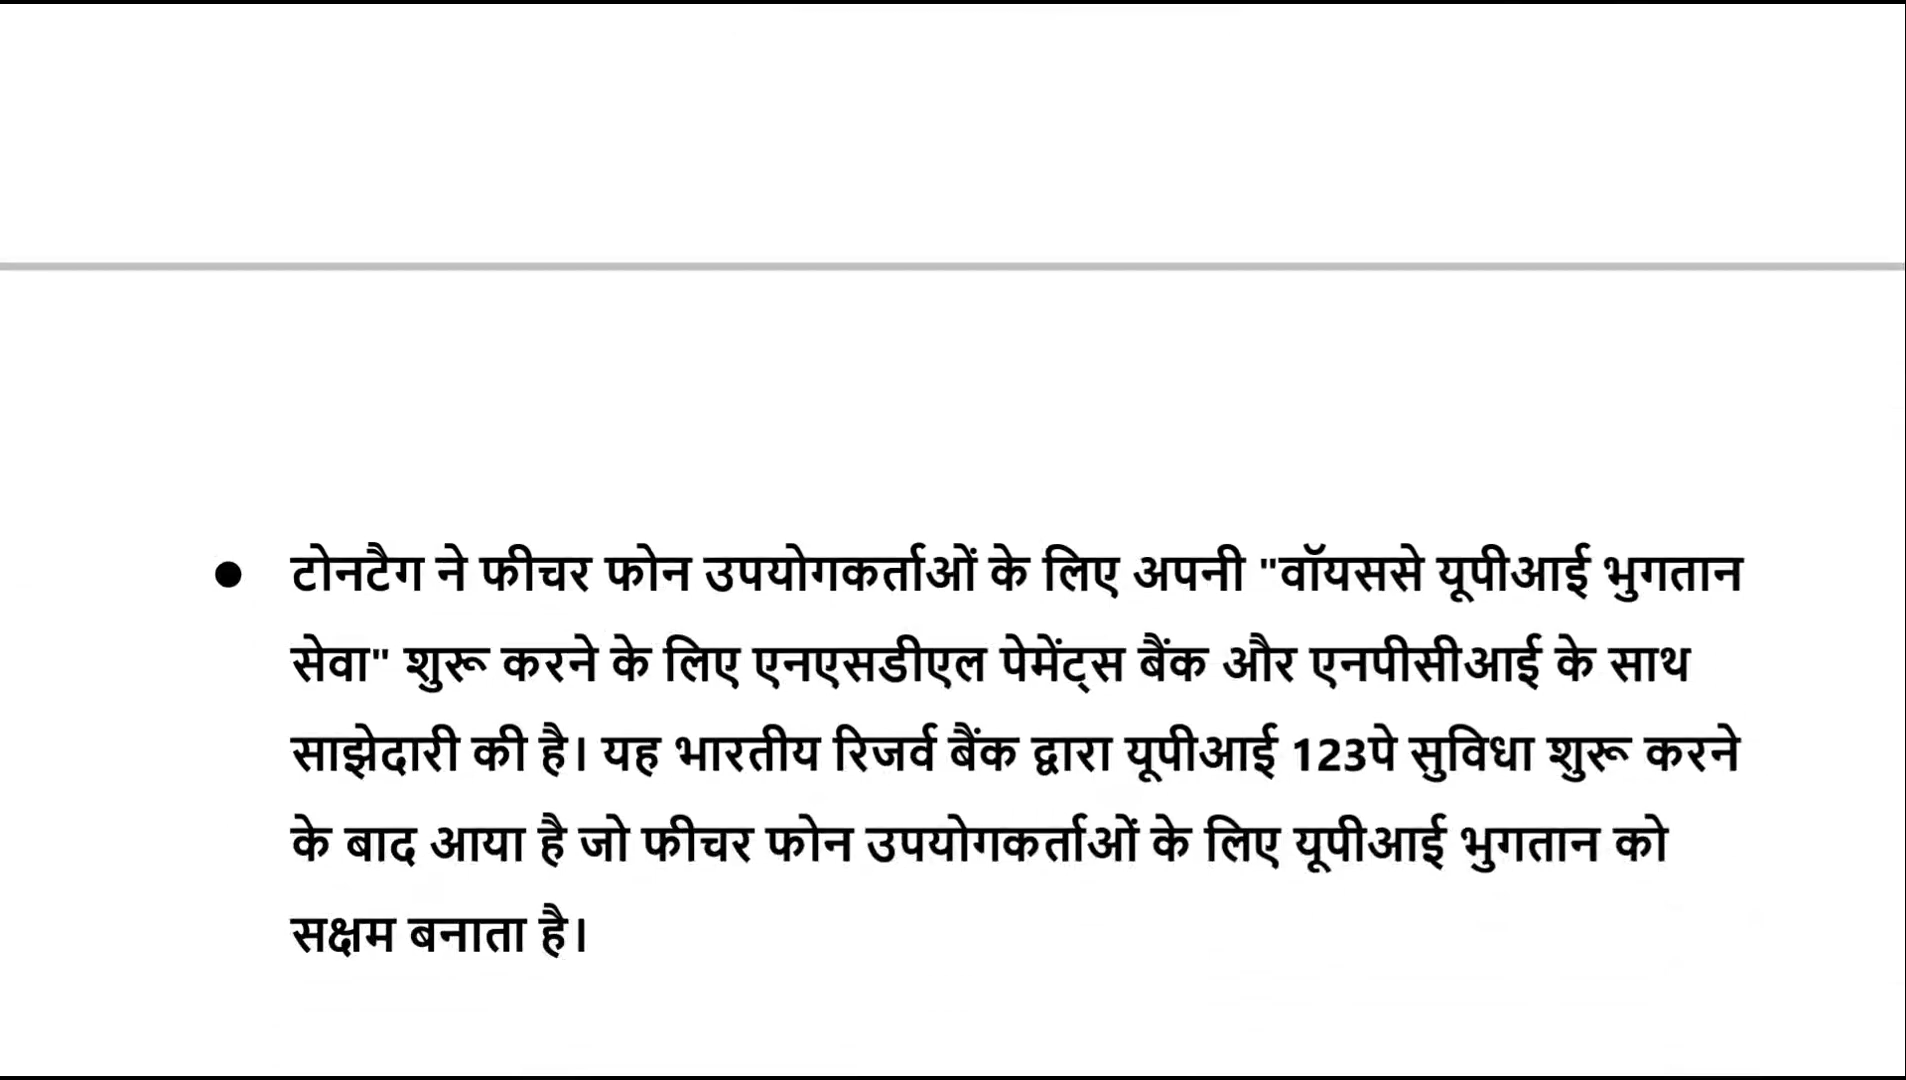 ● टोनटैग ने फीचर फोन उपयोगकर्ताओं के लिए अपनी "वॉयससे यूपीआई भुगतान
सेवा" शुरू करने के लिए एनएसडीएल पेमेंट्स बैंक और एनपीसीआई के साथ
साझेदारी की है। यह भारतीय रिजर्व बैंक द्वारा यूपीआई 123पे सुविधा शुरू करने
के बाद आया है जो फीचर फोन उपयोगकर्ताओं के लिए यूपीआई भुगतान को
सक्षम बनाता है।